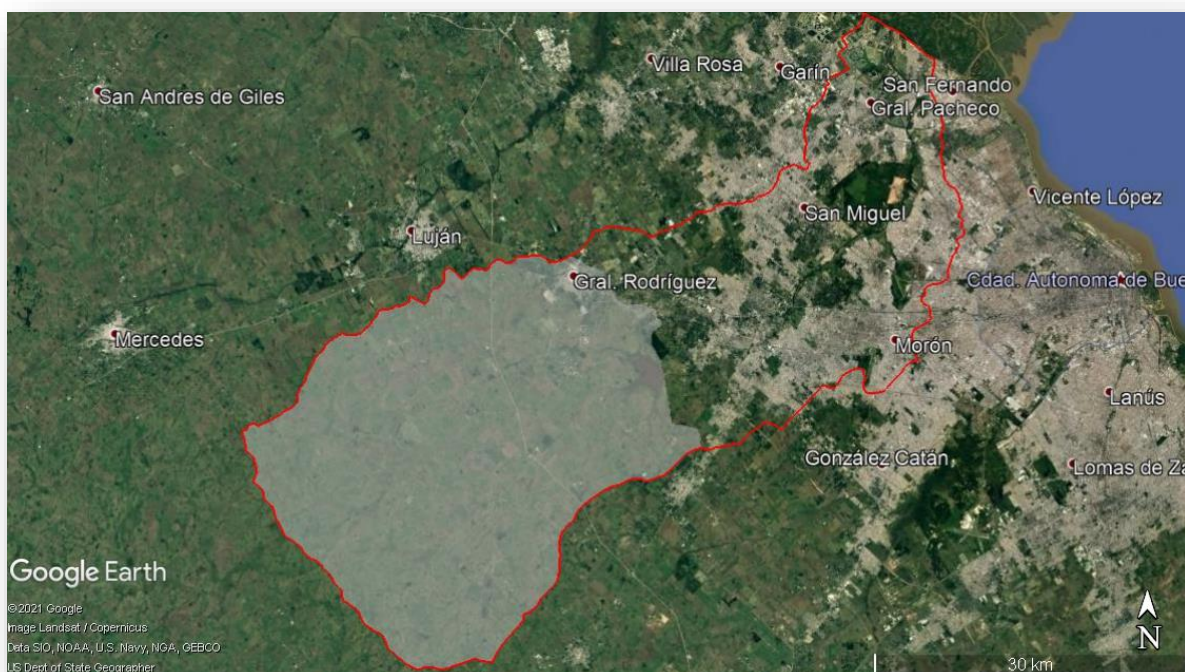 Villa Rosa
Garín
San Andres de Giles
San Fernando
Gral. Pacheco
Vicente López
San Miguel
Luján
Gral. Rodríguez
Cdad. Autonoma de Bue
Mercedes
Morón
Lanús
González Catán
Lomas de Za
Google Earth
©2021 Google
Image Landsat / Copernicus
Data SIO, NOAA, U.S. Navy, NGA, GEBCO
US Dept of State Geographer
N
30 km